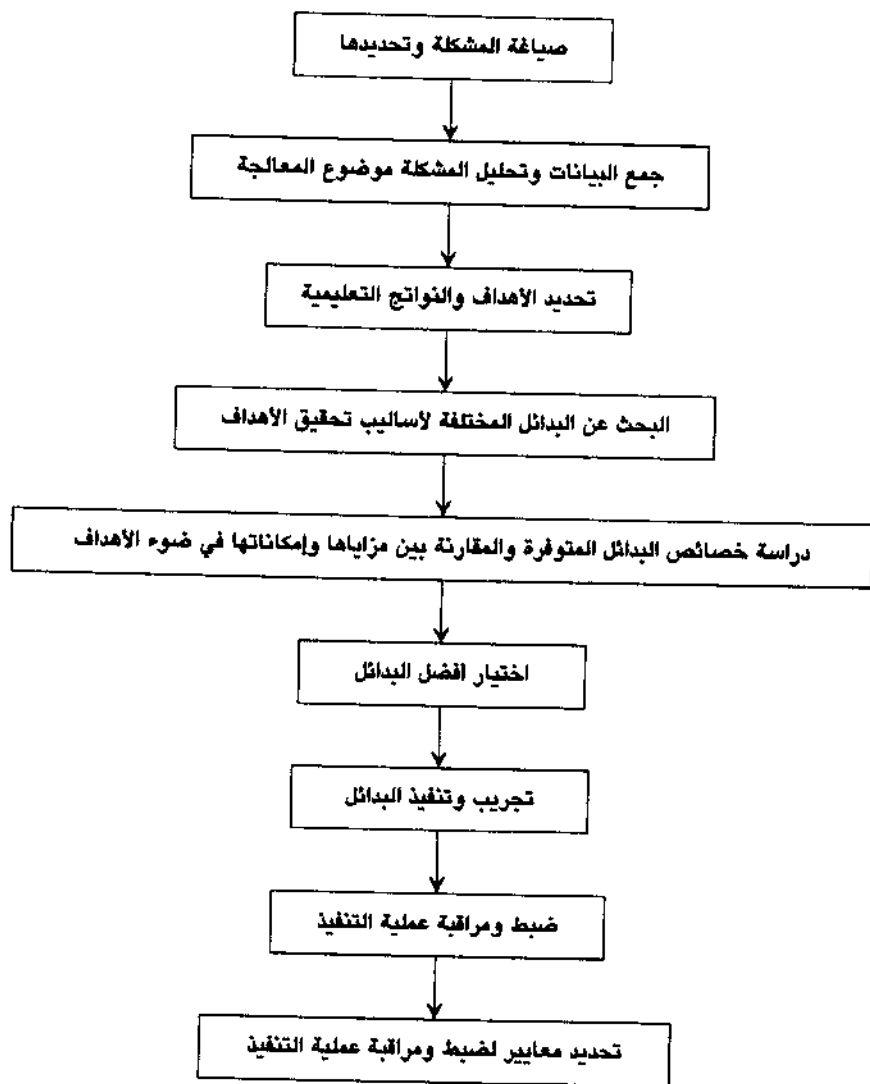 صياغة المشكلة وتحديدها
جمع البيانات وتحليل المشكلة موضوع المعالجة
تحديد الأهداف والنواتج التعليمية
البحث عن البدائل المختلفة لأساليب تحقيق الأهداف
دراسة خصائص البدائل المتوفرة والمقارنة بين مزاياها وإمكاناتها في ضوء الأهداف
اختيار افضل البدائل
تجريب وتنفيذ البدائل
ضبط ومراقبة عملية التنفيذ
تحديد معايير لضبط ومراقبة عملية التنفيذ